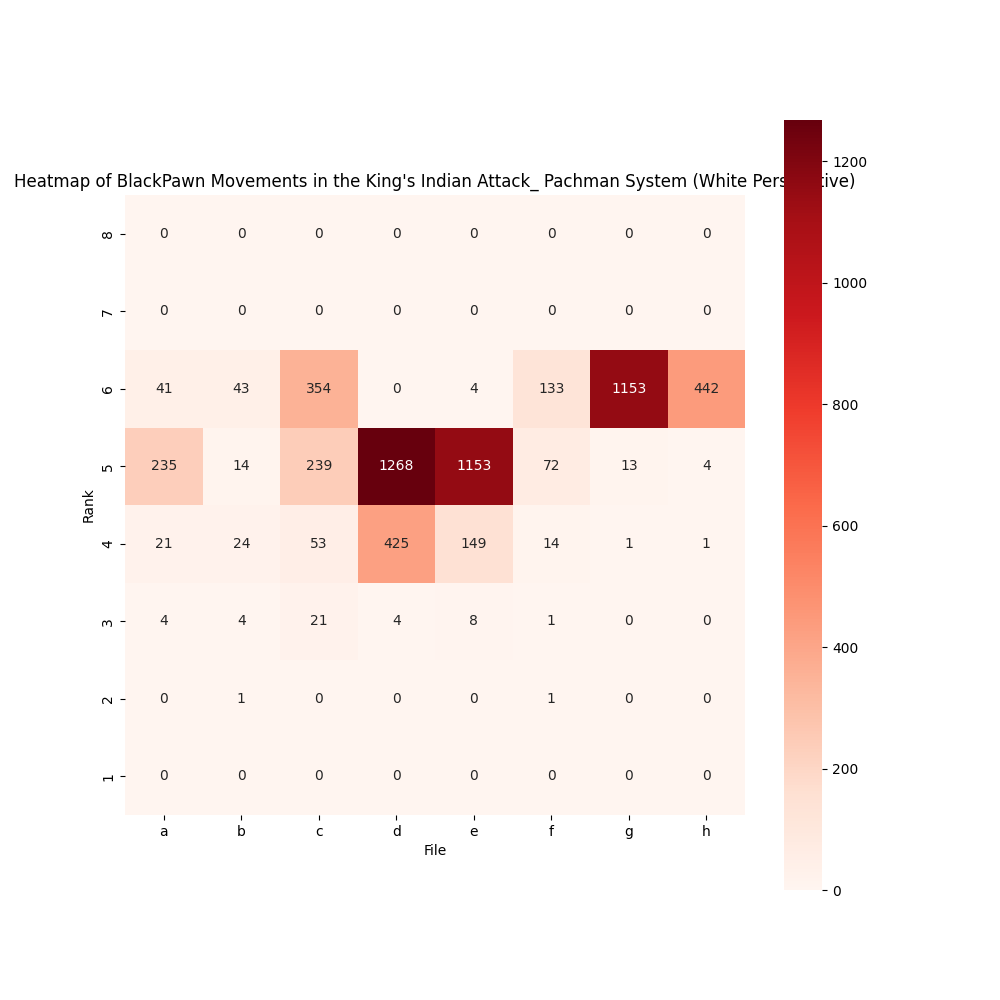 Heatmap of BlackPawn Movements in the King's Indian Attack_ Pachman System (White Perspective)
8 0 0 0 0 0 0 0 0
7 0 0 0 0 0 0 0 0
6 41 43 354 0 4 133 1153 442
5 235 14 239 1268 1153 72 13 4
Rank
4 21 24 53 425 149 14 1 1
3 4 4 21 4 8 1 0 0
2 0 1 0 0 0 1 0 0
1 0 0 0 0 0 0 0 0
a b c d e f g h
File
1200
1000
800
600
400
200
0